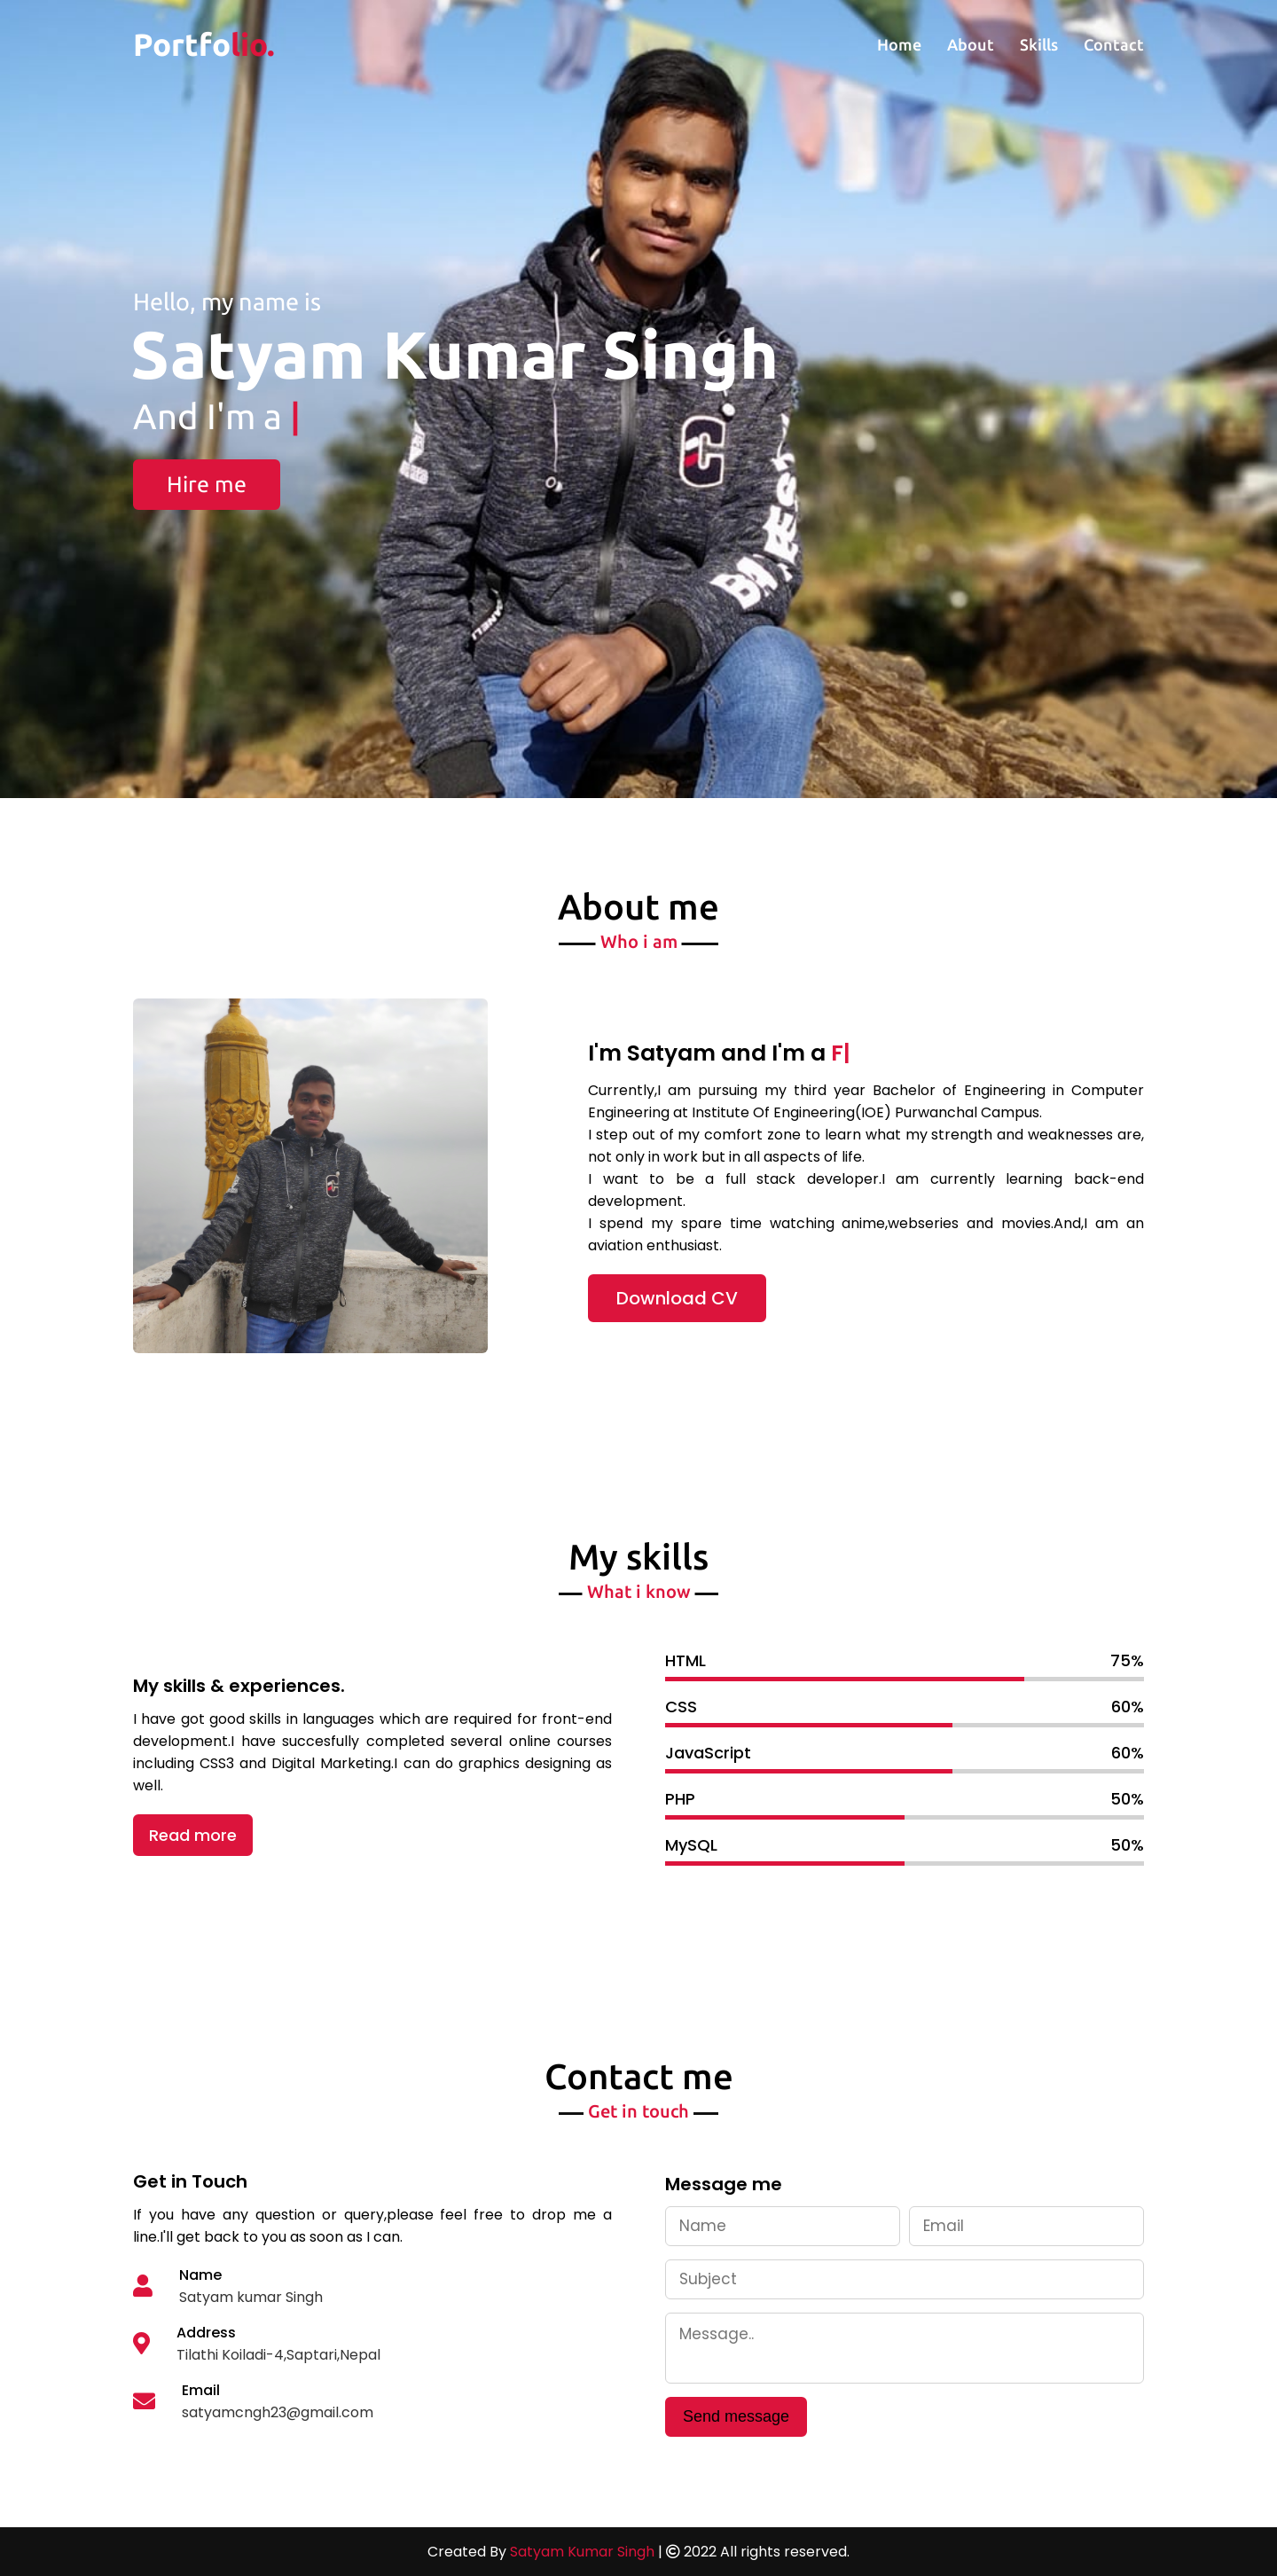 Portfolio.
Home About Skills Contact
Hello, my name is
Satyam Kumar Singh
And I'm a |
Hire me
About me
Who i am
I'm Satyam and I'm a F|
Currently,I am pursuing my third year Bachelor of Engineering in Computer
Engineering at Institute Of Engineering(IOE) Purwanchal Campus.
I step out of my comfort zone to learn what my strength and weaknesses are,
not only in work but in all aspects of life.
I want to be a full stack developer.I am currently learning back-end
development.
I spend my spare time watching anime,webseries and movies.And,I am an
aviation enthusiast.
Download CV
My skills
What i know
My skills & experiences.
I have got good skills in languages which are required for front-end
development.I have succesfully completed several online courses
including CSS3 and Digital Marketing.I can do graphics designing as
well.
Read more
HTML 75%
CSS 60%
JavaScript 60%
PHP 50%
MySQL 50%
Contact me
Get in touch
Get in Touch
If you have any question or query,please feel free to drop me a
line.I'll get back to you as soon as I can.
Name
Satyam kumar Singh
Address
Tilathi Koiladi-4,Saptari,Nepal
Email
satyamcngh23@gmail.com
Message me
Name Email
Subject
Message..
Send message
Created By Satyam Kumar Singh | © 2022 All rights reserved.